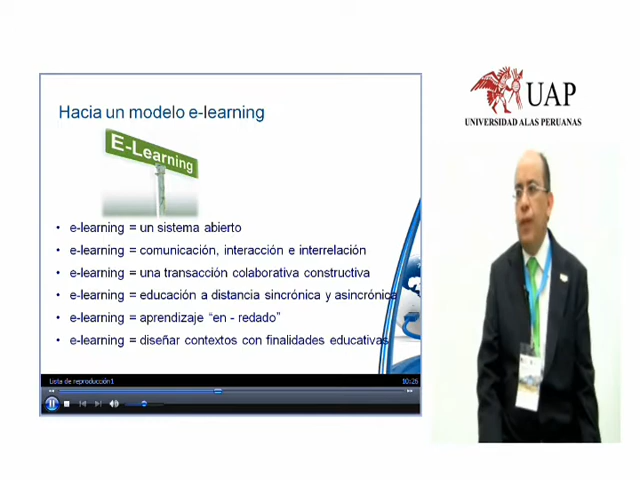 Hacia un modelo e-learning
E-Learning
• e-learning = un sistema abierto
• e-learning = comunicación, interacción e interrelación
• e-learning = una transacción colaborativa constructiva
• e-learning = educación a distancia sincrónica y asincrónica
• e-learning = aprendizaje “en - redado”
• e-learning = diseñar contextos con finalidades educativas
Lista de reproducción1
10:26
UAP
UNIVERSIDAD ALAS PERUANAS